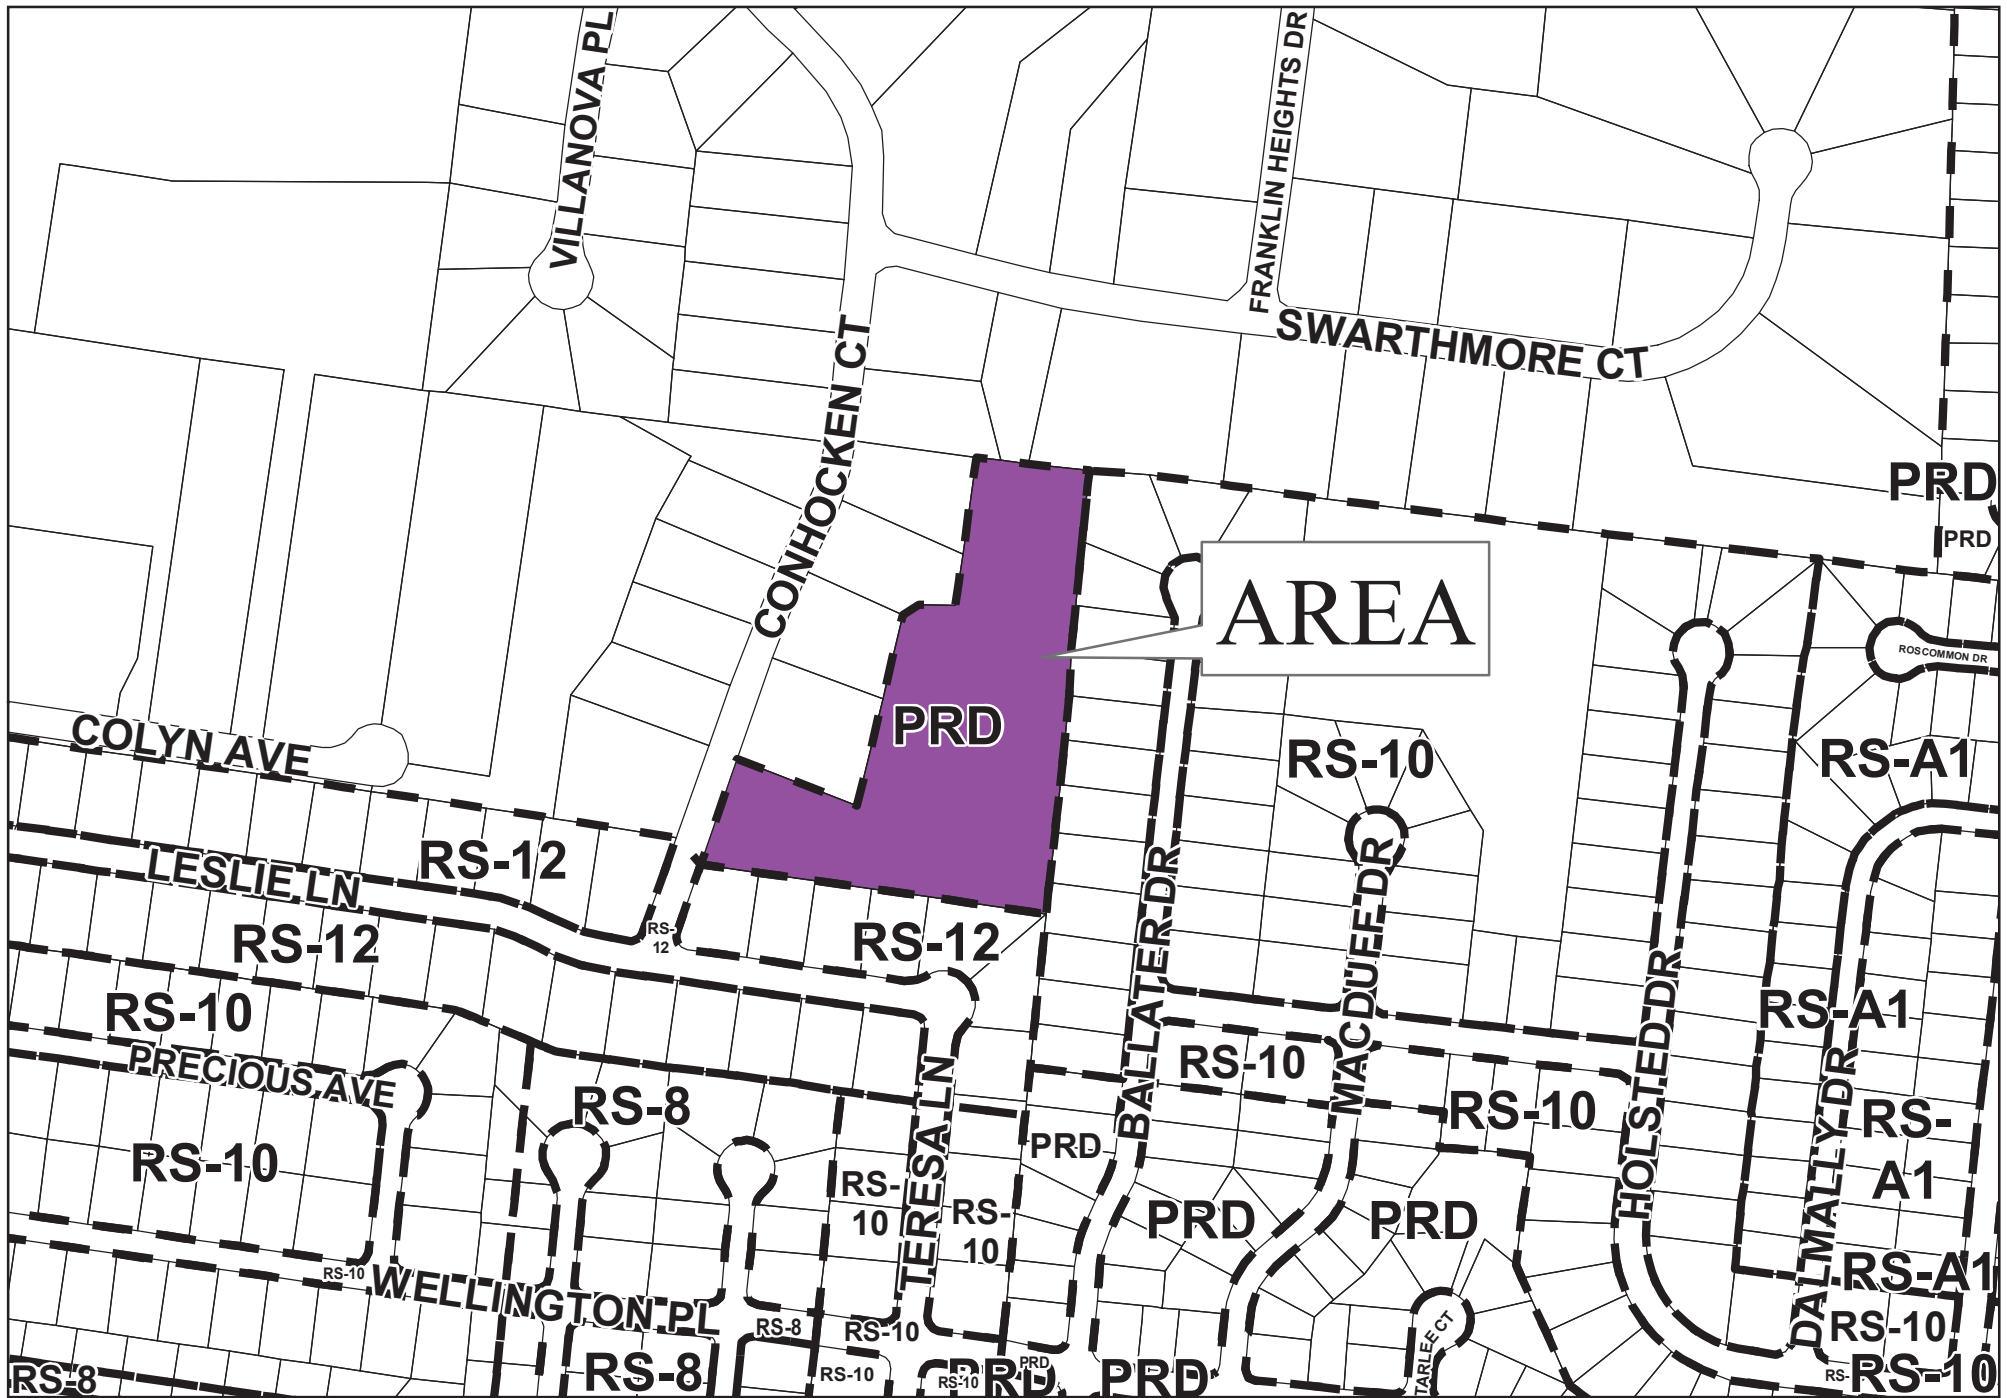 VILLANOVA PL
FRANKLIN HEIGHTS DR
SWARTHMORE CT
CONHOCKEN CT
PRD
PRD
AREA
ROSCOMMON DR
PRD
COLYN AVE
RS-10
RS-A1
RS-12
LESLIE LN
RS-12
RS-
12
RS-12
BALLATER DR
MACDUFF DR
HOLSTED DR
RS-10
RS-A1
PRECIOUS AVE
RS-10
RS-8
RS-10
DALMALLY DR
RS-
A1
PRD
RS-10
TERESA LN
RS-
10
RS-
10
PRD
PRD
RS-10
WELLINGTON PL
RS-A1
RS-8
RS-10
TARLE CT
RS-10
RS-8
RS-8
RS-10
RS-10
PRD
PRD
PRD
RS-
RS-10